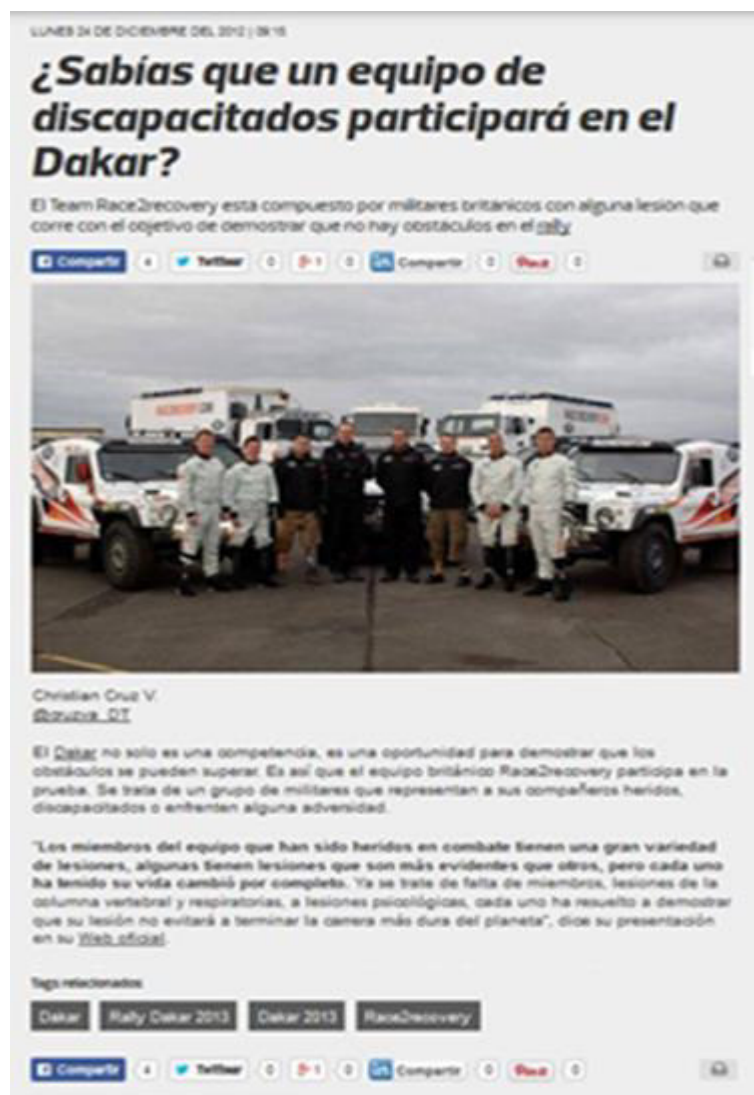 LUNES 24 DE DICIEMBRE DEL 2012 | 09:15
¿Sabías que un equipo de
discapacitados participará en el
Dakar?
El Team Race2recovery está compuesto por militares británicos con alguna lesión que
corre con el objetivo de demostrar que no hay obstáculos en el rally
Compartir 4 Twittear 0 +1 0 Compartir 0 Pin it 0
Christian Cruz V.
@cruzva_DT
El Dakar no solo es una competencia, es una oportunidad para demostrar que los
obstáculos se pueden superar. Es así que el equipo británico Race2recovery participa en la
prueba. Se trata de un grupo de militares que representan a sus compañeros heridos,
discapacitados o enfrenten alguna adversidad.
"Los miembros del equipo que han sido heridos en combate tienen una gran variedad
de lesiones, algunas tienen lesiones que son más evidentes que otros, pero cada uno
ha tenido su vida cambió por completo. Ya se trate de falta de miembros, lesiones de la
columna vertebral y respiratorias, a lesiones psicológicas, cada uno ha resuelto a demostrar
que su lesión no evitará a terminar la carrera más dura del planeta", dice su presentación
en su Web oficial.
Tags relacionados
Dakar Rally Dakar 2013 Dakar 2013 Race2recovery
Compartir 4 Twittear 0 +1 0 Compartir 0 Pin it 0